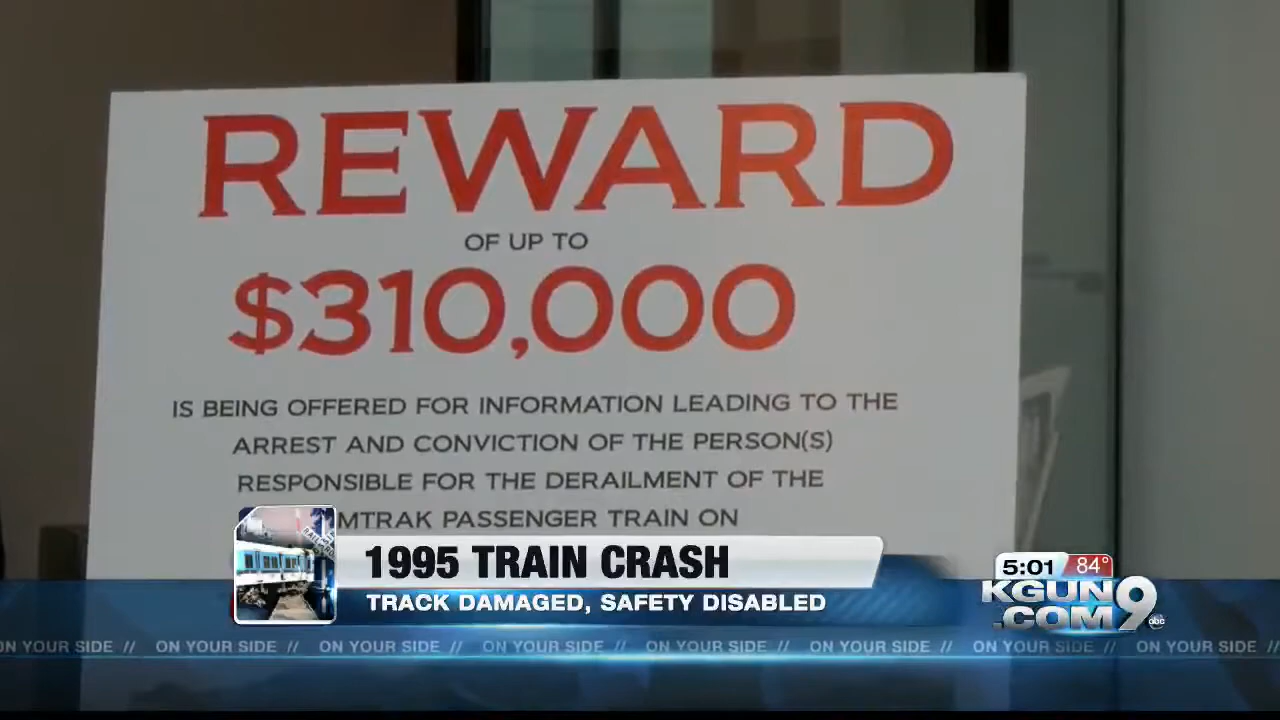 REWARD
OF UP TO
$310,000
IS BEING OFFERED FOR INFORMATION LEADING TO THE
ARREST AND CONVICTION OF THE PERSON(S)
RESPONSIBLE FOR THE DERAILMENT OF THE
MTRAK PASSENGER TRAIN ON
1995 TRAIN CRASH
TRACK DAMAGED, SAFETY DISABLED
5:01 84°
KGUN9
.COM abc
ON YOUR SIDE // ON YOUR SIDE // ON YOUR SIDE // ON YOUR SIDE // ON YOUR SIDE // ON YOUR SIDE // ON YOUR SIDE // ON YOUR SIDE //